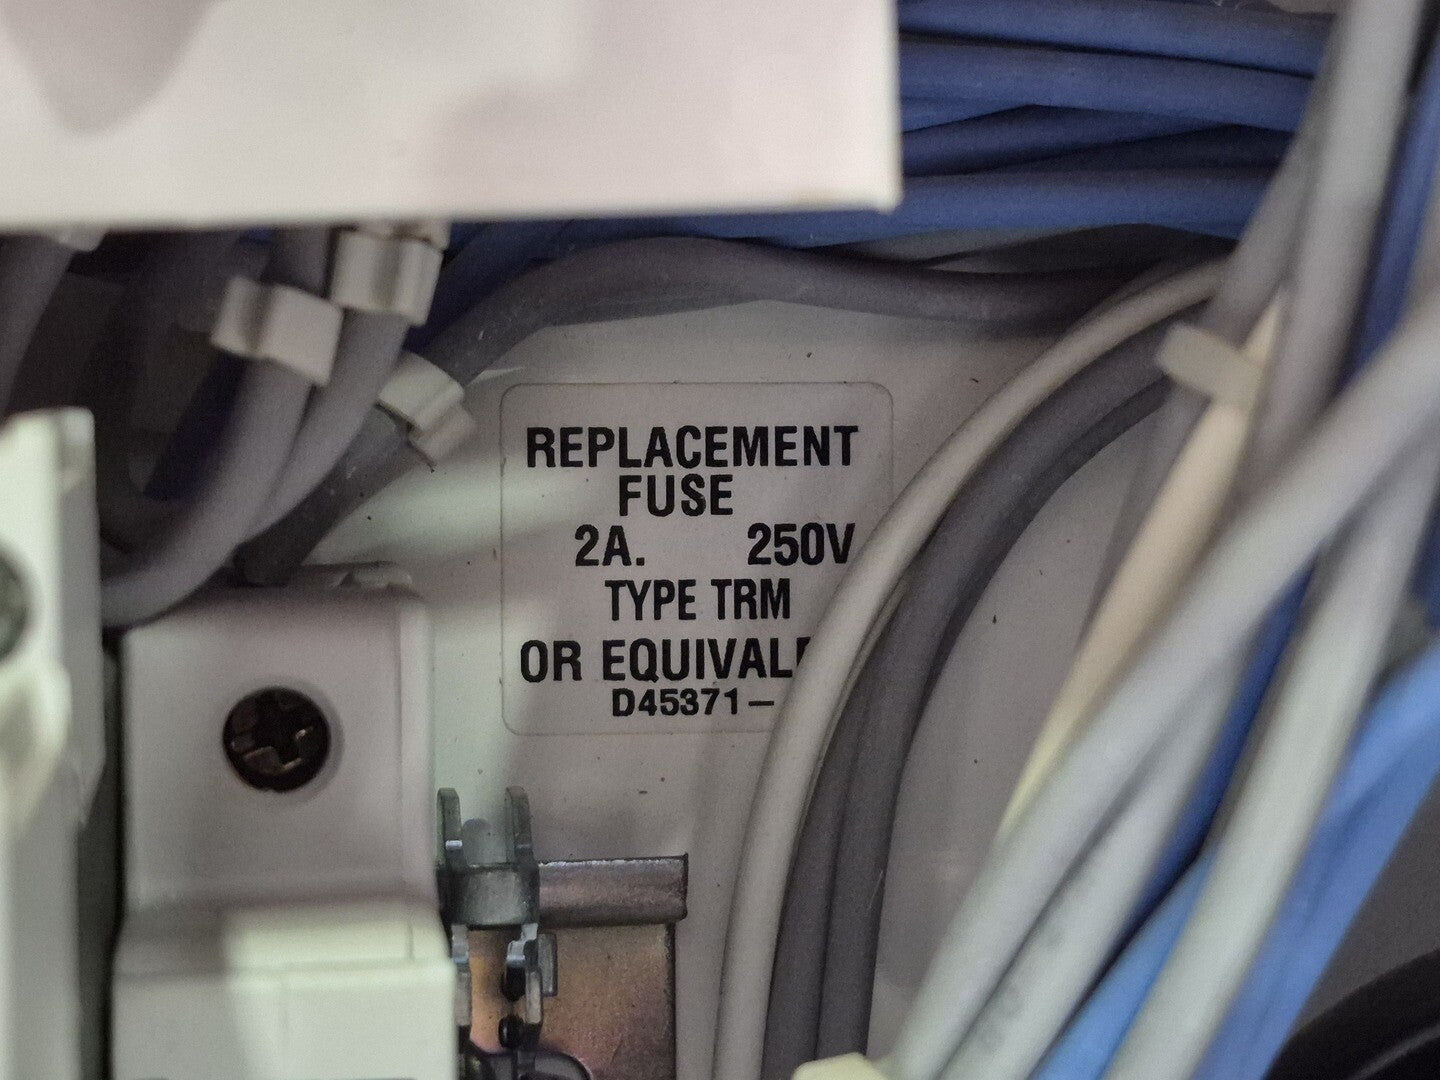 REPLACEMENT
FUSE
2A. 250V
TYPE TRM
OR EQUIVAL
D45371–